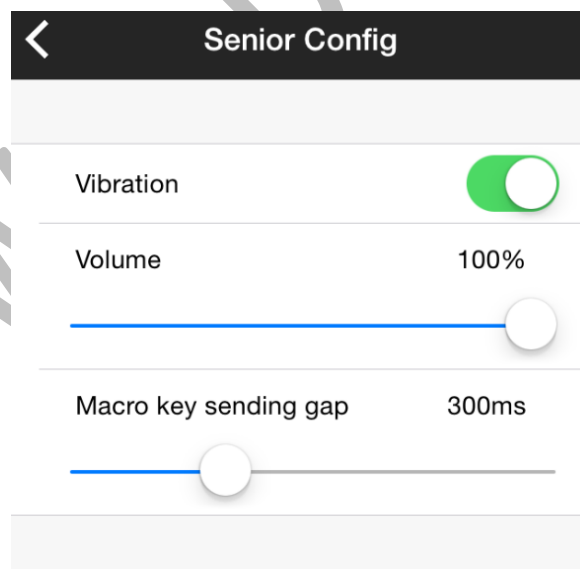 Senior Config
Vibration
Volume 100%
Macro key sending gap 300ms